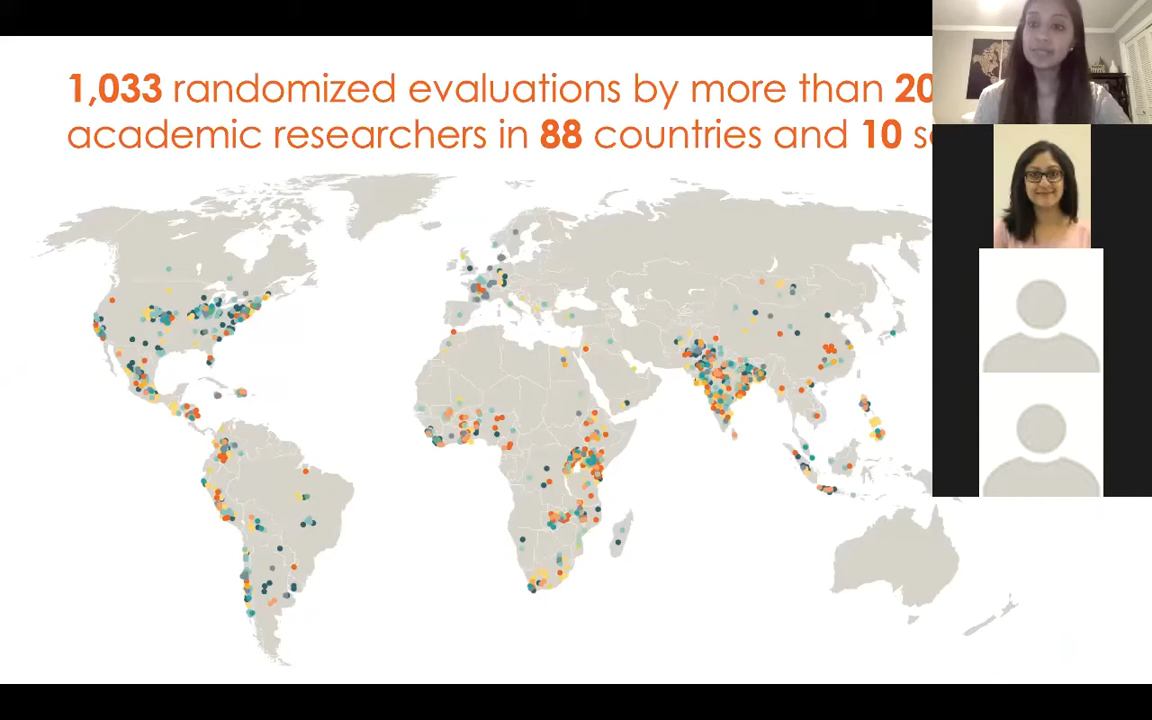 1,033 randomized evaluations by more than 20
academic researchers in 88 countries and 10 s